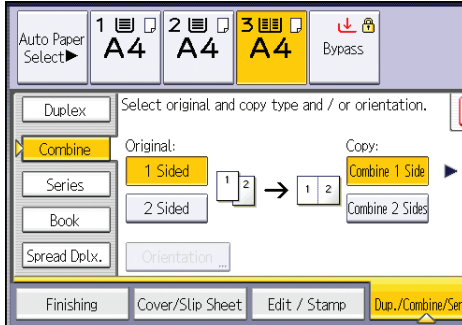 Auto Paper
Select▶
1
A4
2
A4
3
A4
Bypass
Duplex
Combine
Series
Book
Spread Dplx.
Select original and copy type and / or orientation.
Original:
1 Sided
2 Sided
1 2 → 1 2
Copy:
Combine 1 Side
Combine 2 Sides
Orientation ...
Finishing
Cover/Slip Sheet
Edit / Stamp
Dup./Combine/Ser